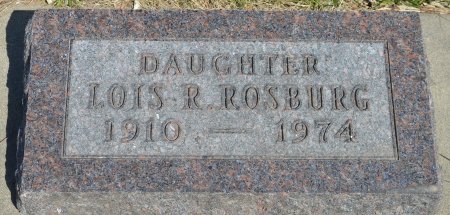 DAUGHTER
LOIS R. ROSBURG
1910 — 1974